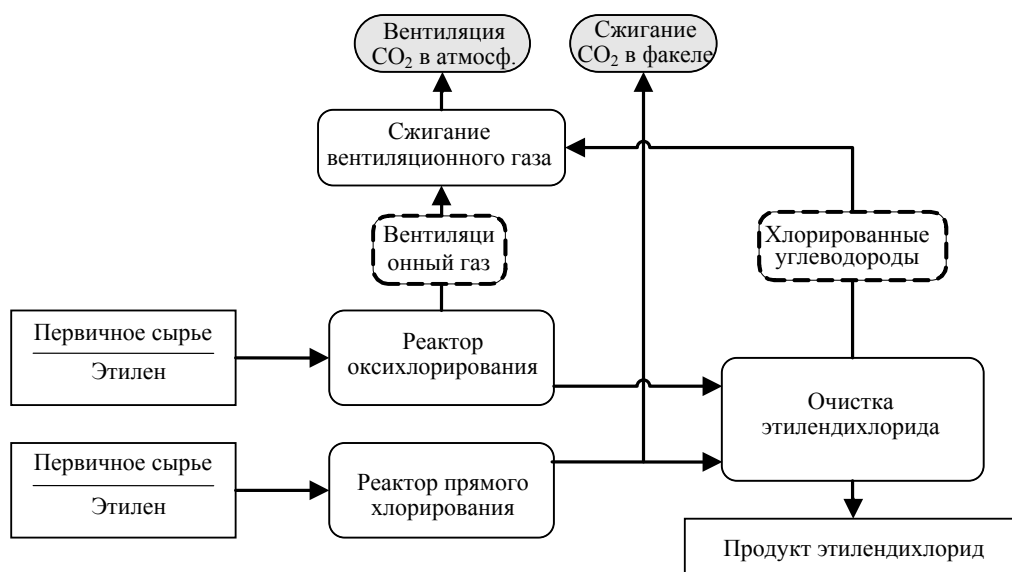 Вентиляция
CO₂ в атмосф.
Сжигание
CO₂ в факеле
Сжигание
вентиляционного газа
Вентиляци
онный газ
Хлорированные
углеводороды
Первичное сырье
Этилен
Реактор
оксихлорирования
Очистка
этилендихлорида
Первичное сырье
Этилен
Реактор прямого
хлорирования
Продукт этилендихлорид